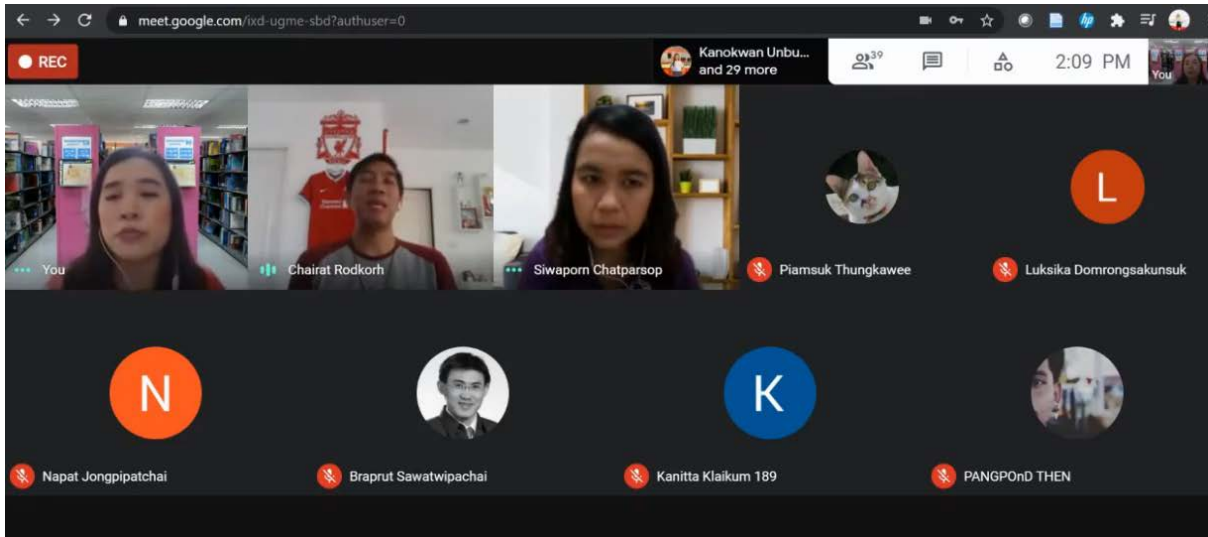 meet.google.com/ixd-ugme-sbd?authuser=0
REC
Kanokwan Unbu...
and 29 more
39
2:09 PM
You
You
Chairat Rodkorh
Siwaporn Chatparsop
Piamsuk Thungkawee
L
Luksika Domrongsakunsuk
N
Napat Jongpipatchai
Braprut Sawatwipachai
K
Kanitta Klaikum 189
PANGPOnD THEN